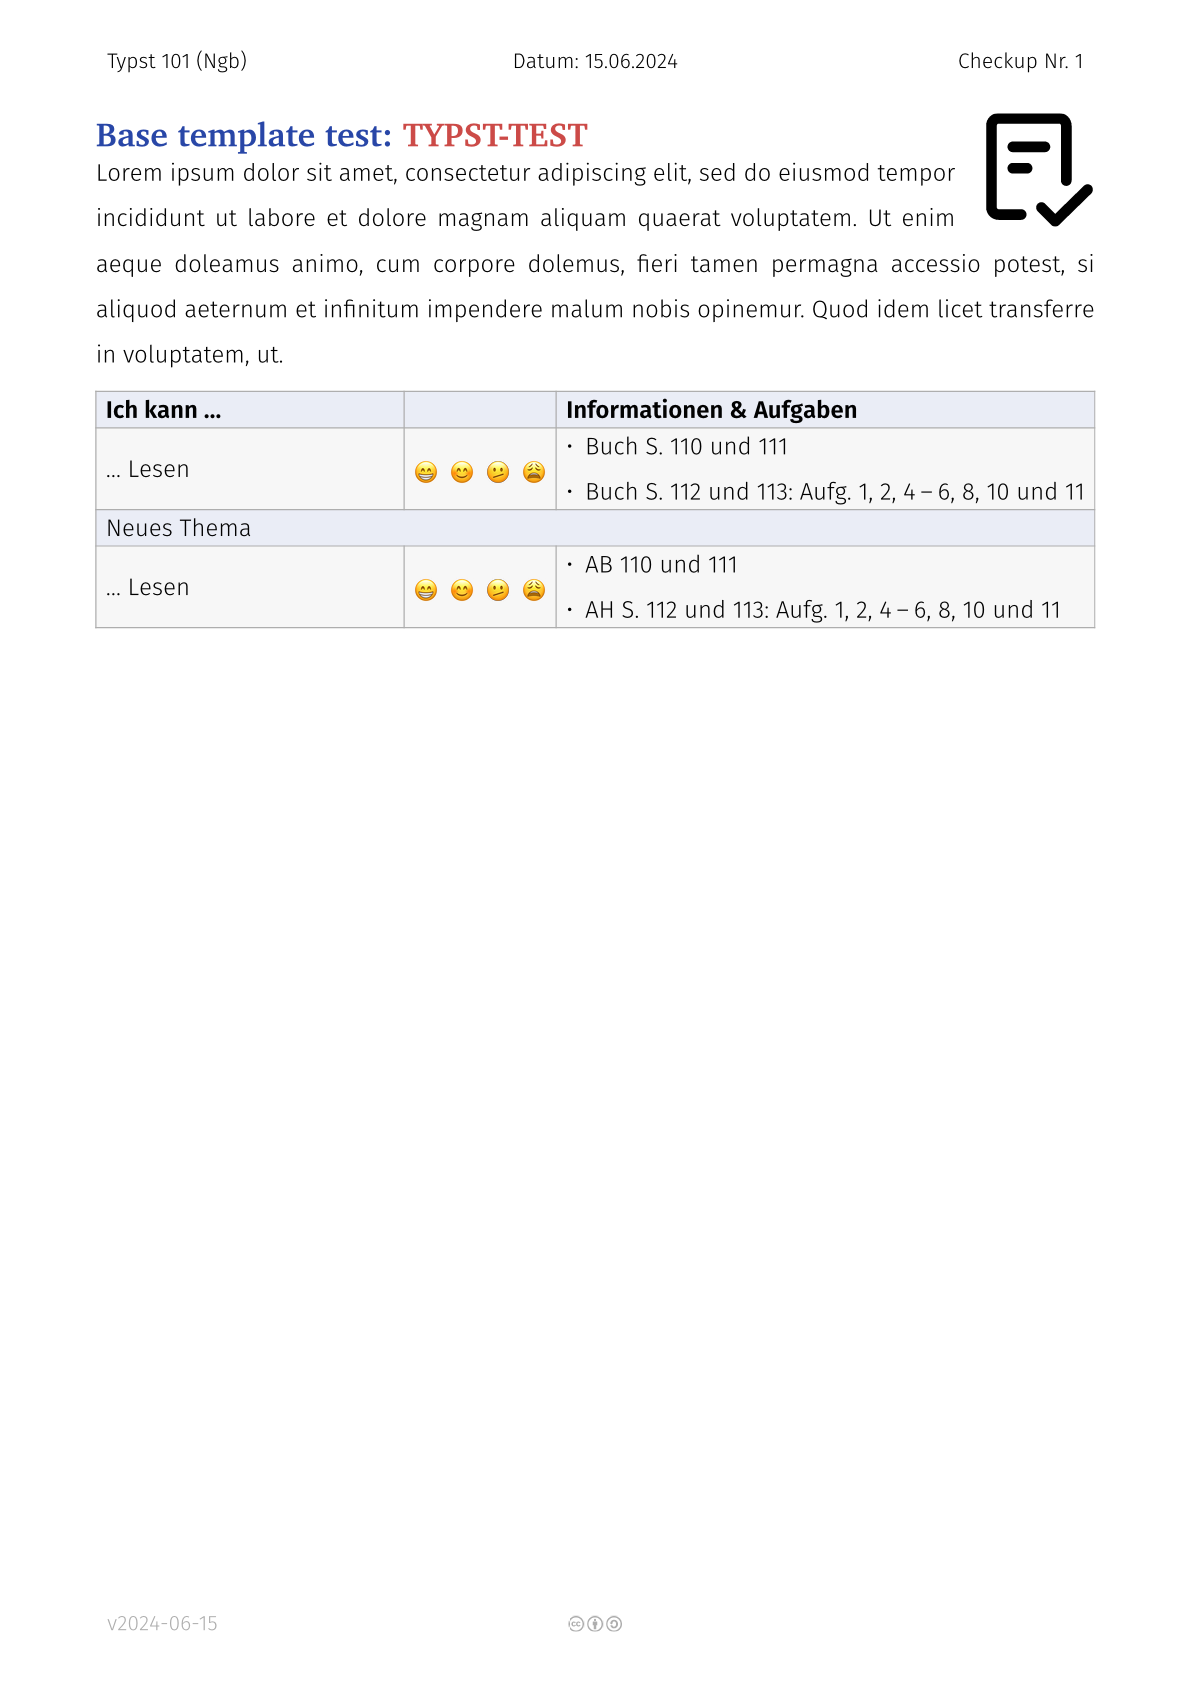 Typst 101 (Ngb) Datum: 15.06.2024 Checkup Nr. 1
Base template test: TYPST-TEST
Lorem ipsum dolor sit amet, consectetur adipiscing elit, sed do eiusmod tempor
incididunt ut labore et dolore magnam aliquam quaerat voluptatem. Ut enim
aeque doleamus animo, cum corpore dolemus, fieri tamen permagna accessio potest, si
aliquod aeternum et infinitum impendere malum nobis opinemur. Quod idem licet transferre
in voluptatem, ut.
Ich kann … Informationen & Aufgaben
… Lesen 😁 😊 🫤 😩
• Buch S. 110 und 111
• Buch S. 112 und 113: Aufg. 1, 2, 4 – 6, 8, 10 und 11
Neues Thema
… Lesen 😁 😊 🫤 😩
• AB 110 und 111
• AH S. 112 und 113: Aufg. 1, 2, 4 – 6, 8, 10 und 11
v2024-06-15